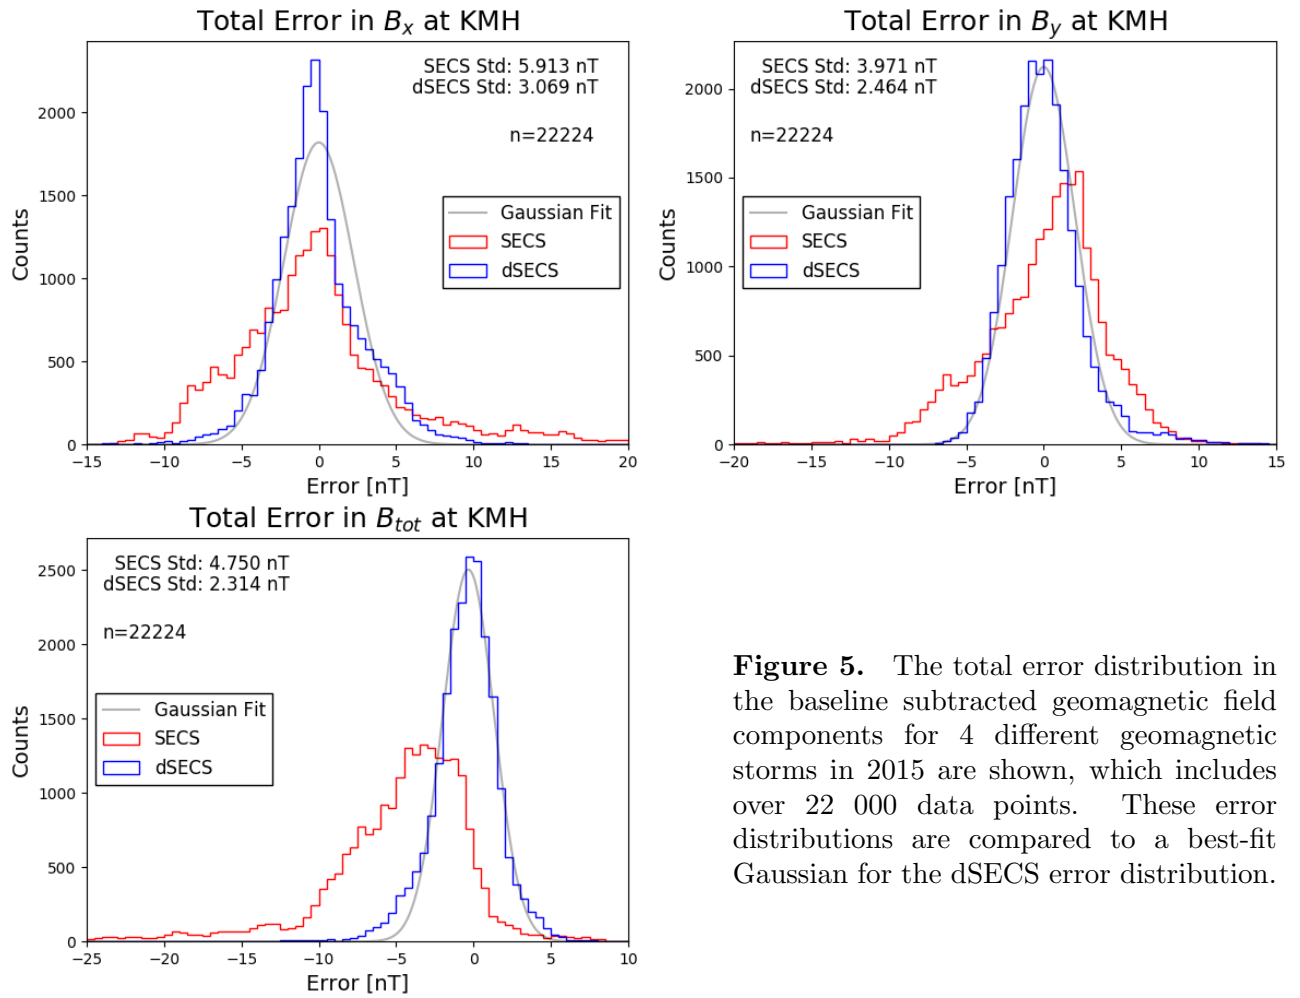 Total Error in Bx at KMH
SECS Std: 5.913 nT
dSECS Std: 3.069 nT
n=22224
Gaussian Fit
SECS
dSECS
Counts
2000
1500
1000
500
0
−15
−10
−5
0
5
10
15
20
Error [nT]
Total Error in By at KMH
SECS Std: 3.971 nT
dSECS Std: 2.464 nT
n=22224
Gaussian Fit
SECS
dSECS
Counts
2000
1500
1000
500
0
−20
−15
−10
−5
0
5
10
15
Error [nT]
Total Error in Btot at KMH
SECS Std: 4.750 nT
dSECS Std: 2.314 nT
n=22224
Gaussian Fit
SECS
dSECS
Counts
2500
2000
1500
1000
500
0
−25
−20
−15
−10
−5
0
5
10
Error [nT]
Figure 5. The total error distribution in
the baseline subtracted geomagnetic field
components for 4 different geomagnetic
storms in 2015 are shown, which includes
over 22 000 data points. These error
distributions are compared to a best-fit
Gaussian for the dSECS error distribution.